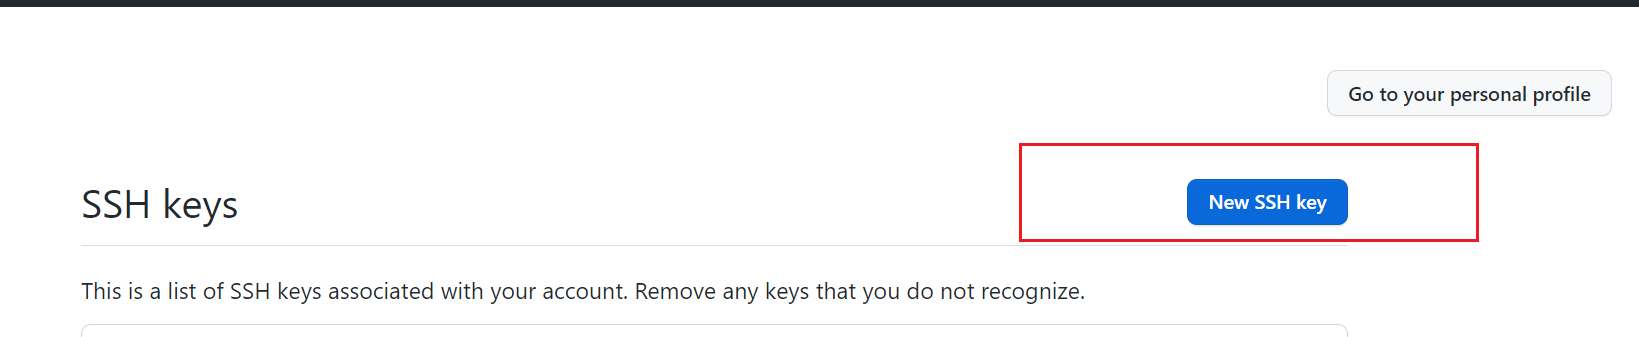 Go to your personal profile
SSH keys
New SSH key
This is a list of SSH keys associated with your account. Remove any keys that you do not recognize.